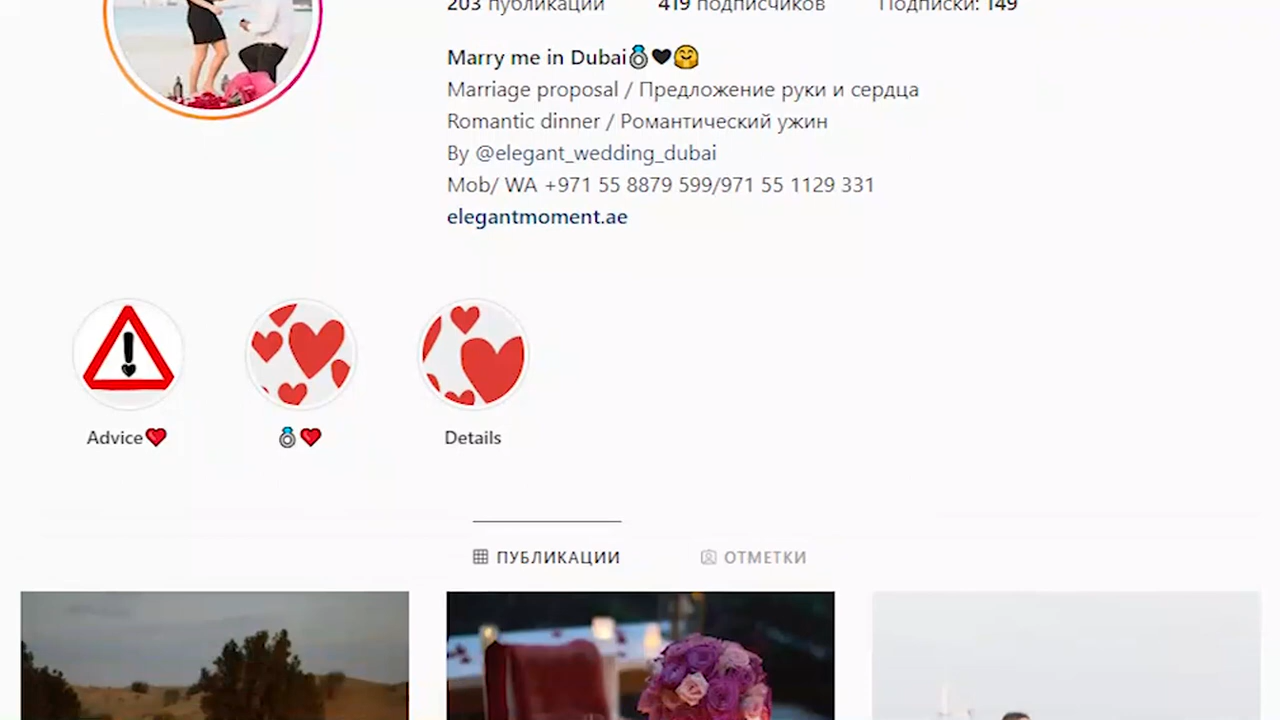 203 публикаций 419 подписчиков Подписки: 149
Marry me in Dubai💍🖤🤗
Marriage proposal / Предложение руки и сердца
Romantic dinner / Романтический ужин
By @elegant_wedding_dubai
Mob/ WA +971 55 8879 599/971 55 1129 331
elegantmoment.ae
Advice❤️ 💍❤️ Details
ПУБЛИКАЦИИ ОТМЕТКИ